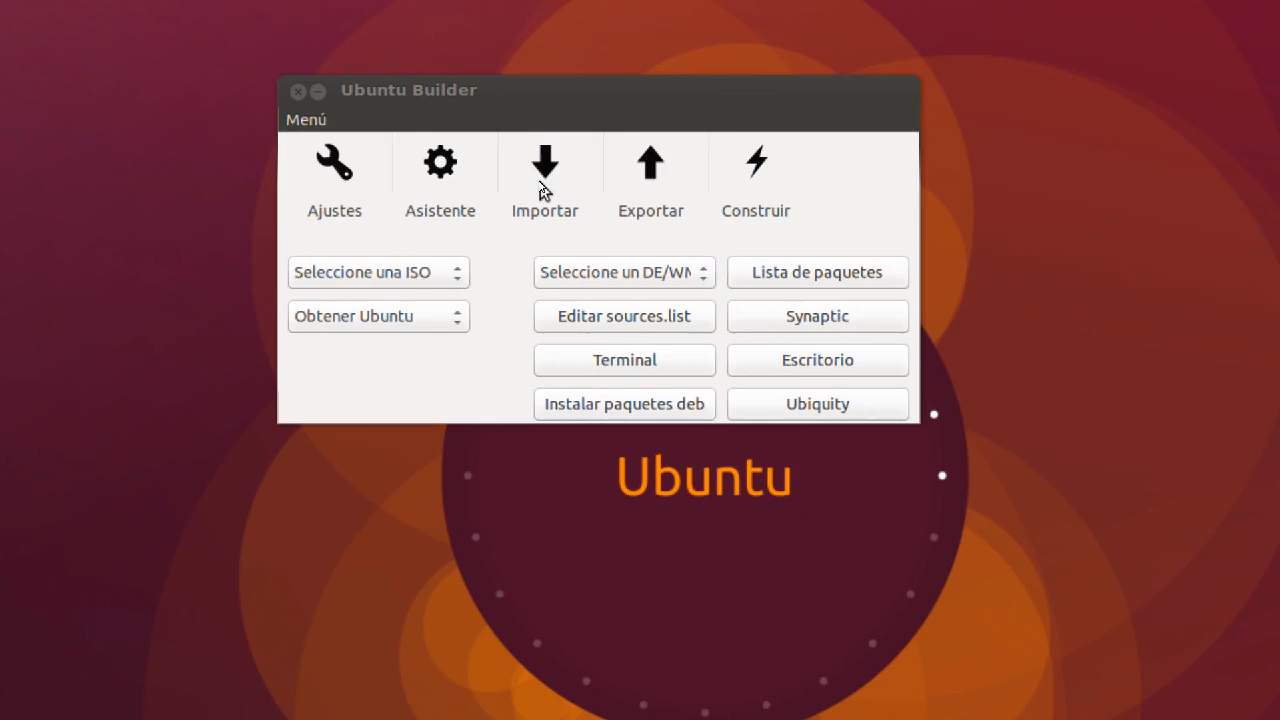 Ubuntu Builder
Menú
Ajustes Asistente Importar Exportar Construir
Seleccione una ISO Seleccione un DE/WM Lista de paquetes
Obtener Ubuntu Editar sources.list Synaptic
Terminal Escritorio
Instalar paquetes deb Ubiquity
Ubuntu